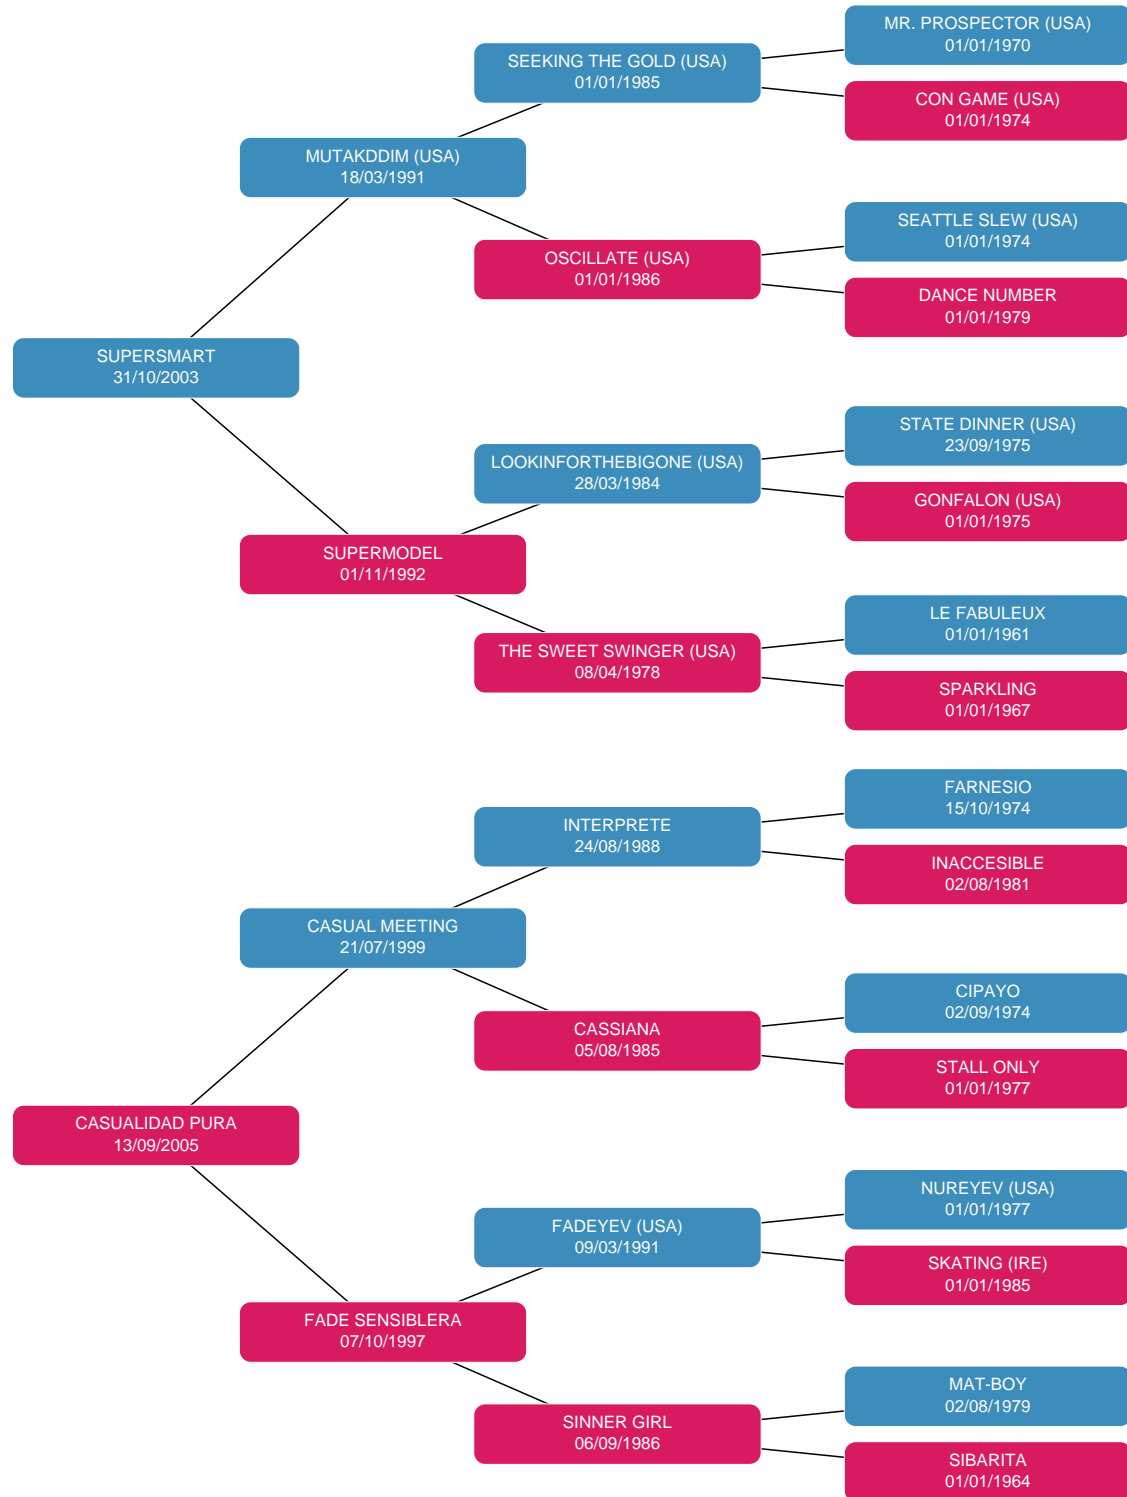 MR. PROSPECTOR (USA)
01/01/1970
SEEKING THE GOLD (USA)
01/01/1985
CON GAME (USA)
01/01/1974
MUTAKDDIM (USA)
18/03/1991
SEATTLE SLEW (USA)
01/01/1974
OSCILLATE (USA)
01/01/1986
DANCE NUMBER
01/01/1979
SUPERSMART
31/10/2003
STATE DINNER (USA)
23/09/1975
LOOKINFORTHEBIGONE (USA)
28/03/1984
GONFALON (USA)
01/01/1975
SUPERMODEL
01/11/1992
LE FABULEUX
01/01/1961
THE SWEET SWINGER (USA)
08/04/1978
SPARKLING
01/01/1967
FARNESIO
15/10/1974
INTERPRETE
24/08/1988
INACCESIBLE
02/08/1981
CASUAL MEETING
21/07/1999
CIPAYO
02/09/1974
CASSIANA
05/08/1985
STALL ONLY
01/01/1977
CASUALIDAD PURA
13/09/2005
NUREYEV (USA)
01/01/1977
FADEYEV (USA)
09/03/1991
SKATING (IRE)
01/01/1985
FADE SENSIBLERA
07/10/1997
MAT-BOY
02/08/1979
SINNER GIRL
06/09/1986
SIBARITA
01/01/1964